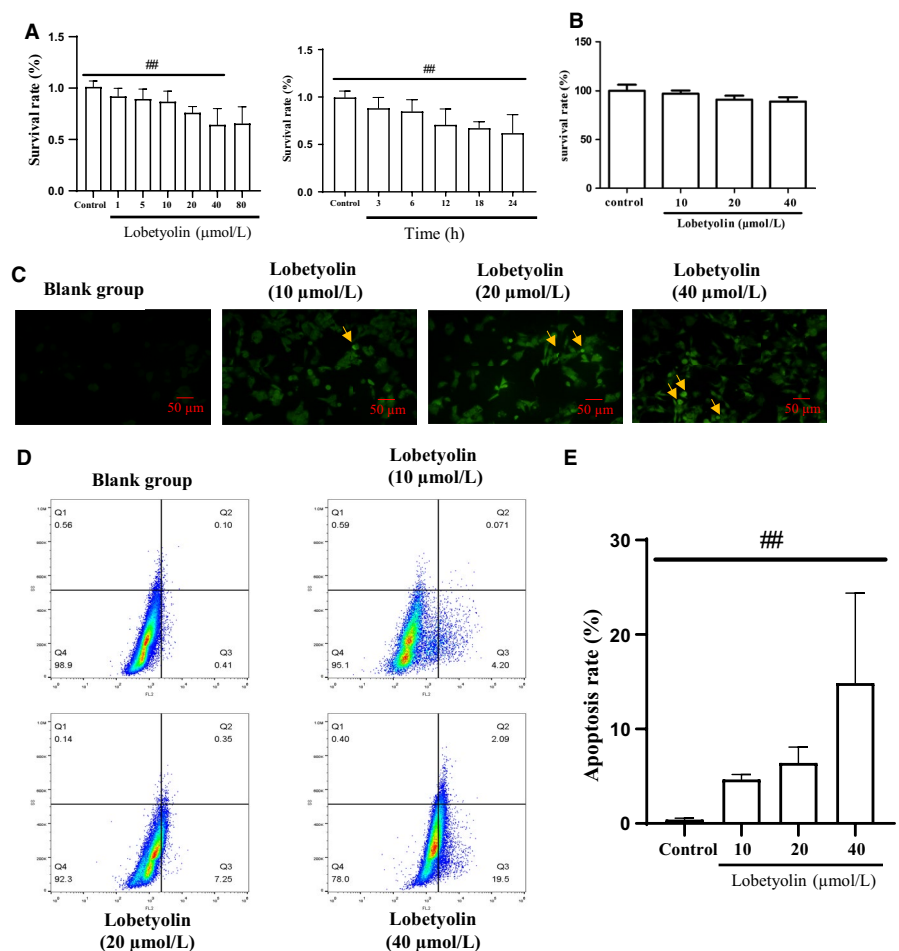 A
Survival rate (%)
1.5
1.0
0.5
0.0
##
Control 1 5 10 20 40 80
Lobetyolin (µmol/L)
Survival rate (%)
1.5
1.0
0.5
0.0
##
Control 3 6 12 18 24
Time (h)
B
survival rate (%)
150
100
50
0
control 10 20 40
Lobetyolin (µmol/L)
C
Blank group
Lobetyolin
(10 µmol/L)
Lobetyolin
(20 µmol/L)
Lobetyolin
(40 µmol/L)
50 µm
50 µm
50 µm
50 µm
D
Blank group
Lobetyolin
(10 µmol/L)
Q1
0.56
Q2
0.10
Q4
98.9
Q3
0.41
FL2
Q1
0.59
Q2
0.071
Q4
95.1
Q3
4.20
FL2
Q1
0.14
Q2
0.35
Q4
92.3
Q3
7.25
FL2
Q1
0.40
Q2
2.09
Q4
78.0
Q3
19.5
FL2
Lobetyolin
(20 µmol/L)
Lobetyolin
(40 µmol/L)
E
Apoptosis rate (%)
30
20
10
0
##
Control 10 20 40
Lobetyolin (µmol/L)